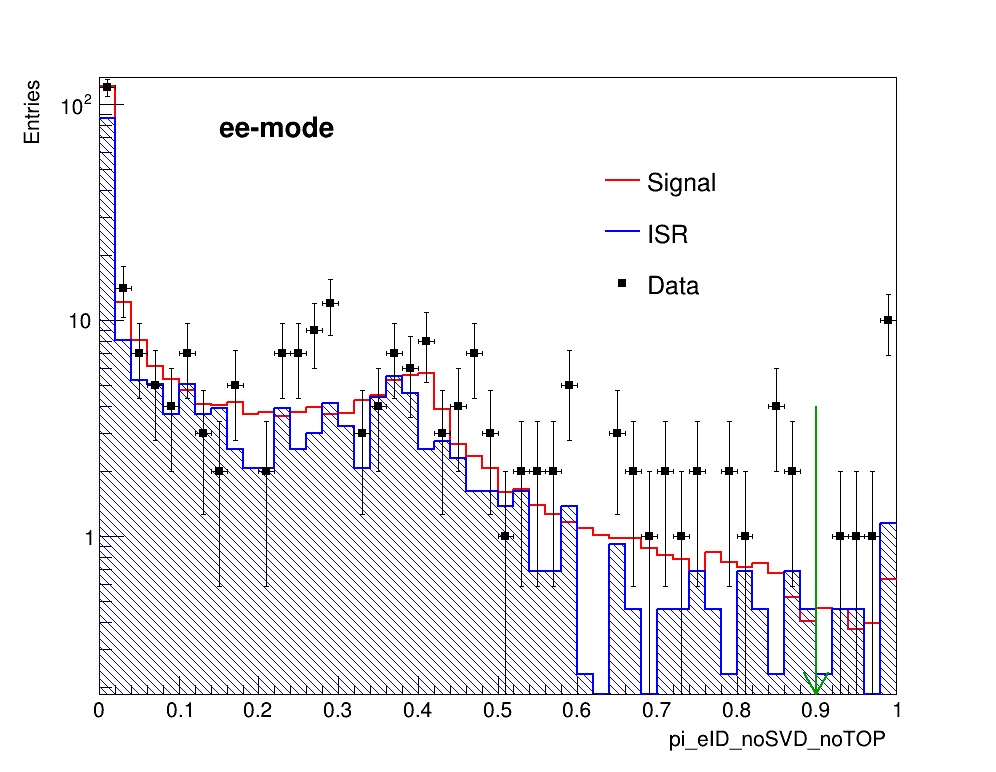 Entries
10²
10
1
ee-mode
Signal
ISR
Data
0 0.1 0.2 0.3 0.4 0.5 0.6 0.7 0.8 0.9 1
pi_eID_noSVD_noTOP